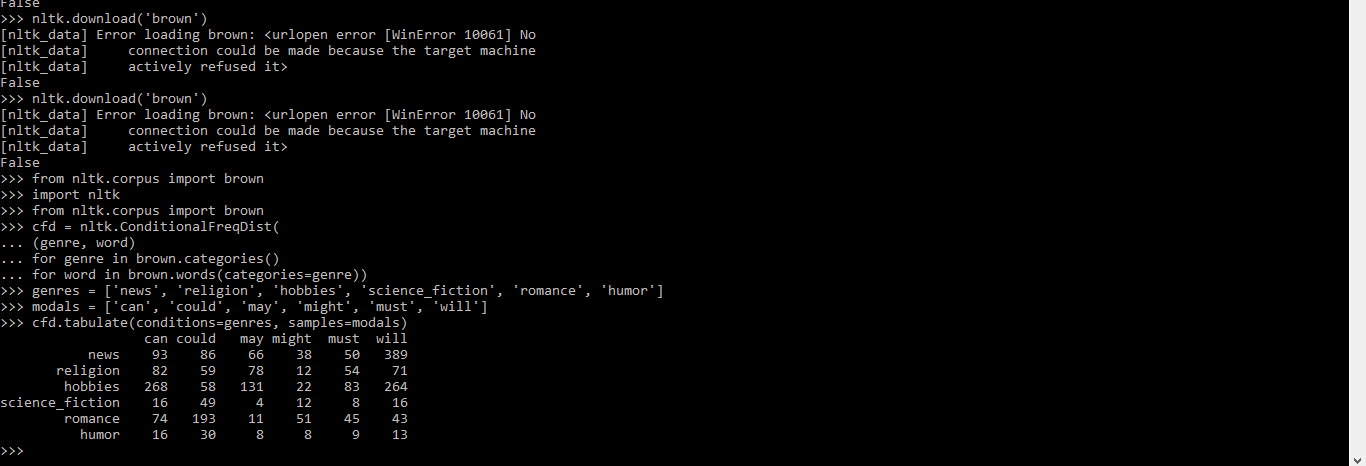 False
>>> nltk.download('brown')
[nltk_data] Error loading brown: <urlopen error [WinError 10061] No
[nltk_data]     connection could be made because the target machine
[nltk_data]     actively refused it>
False
>>> nltk.download('brown')
[nltk_data] Error loading brown: <urlopen error [WinError 10061] No
[nltk_data]     connection could be made because the target machine
[nltk_data]     actively refused it>
False
>>> from nltk.corpus import brown
>>> import nltk
>>> from nltk.corpus import brown
>>> cfd = nltk.ConditionalFreqDist(
... (genre, word)
... for genre in brown.categories()
... for word in brown.words(categories=genre))
>>> genres = ['news', 'religion', 'hobbies', 'science_fiction', 'romance', 'humor']
>>> modals = ['can', 'could', 'may', 'might', 'must', 'will']
>>> cfd.tabulate(conditions=genres, samples=modals)
                  can could   may might  must  will
           news    93    86    66    38    50   389
       religion    82    59    78    12    54    71
        hobbies   268    58   131    22    83   264
science_fiction    16    49     4    12     8    16
        romance    74   193    11    51    45    43
          humor    16    30     8     8     9    13
>>>